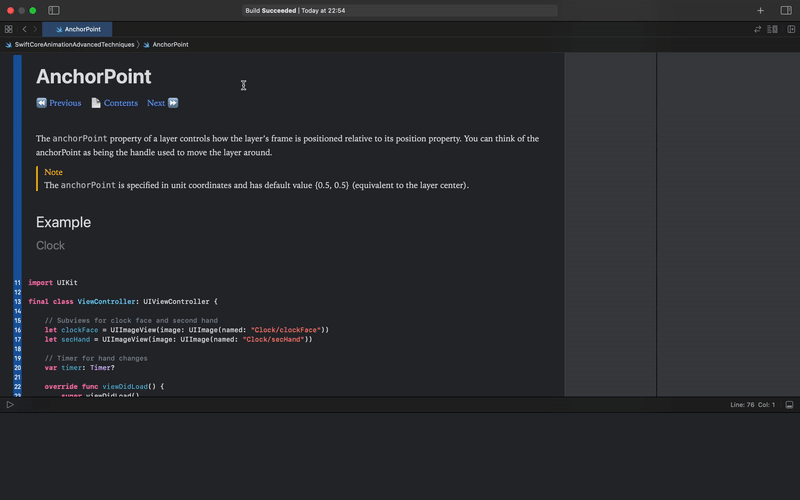 Build Succeeded | Today at 22:54
AnchorPoint
SwiftCoreAnimationAdvancedTechniques
AnchorPoint
AnchorPoint
Previous
Contents
Next
The anchorPoint property of a layer controls how the layer's frame is positioned relative to its position property. You can think of the
anchorPoint as being the handle used to move the layer around.
Note
The anchorPoint is specified in unit coordinates and has default value {0.5, 0.5} (equivalent to the layer center).
Example
Clock
11 import UIKit
12
13 final class ViewController: UIViewController {
14
15 // Subviews for clock face and second hand
16 let clockFace = UIImageView(image: UIImage(named: "Clock/clockFace"))
17 let secHand = UIImageView(image: UIImage(named: "Clock/secHand"))
18
19 // Timer for hand changes
20 var timer: Timer?
21
22 override func viewDidLoad() {
23 super.viewDidLoad()
Line: 76 Col: 1